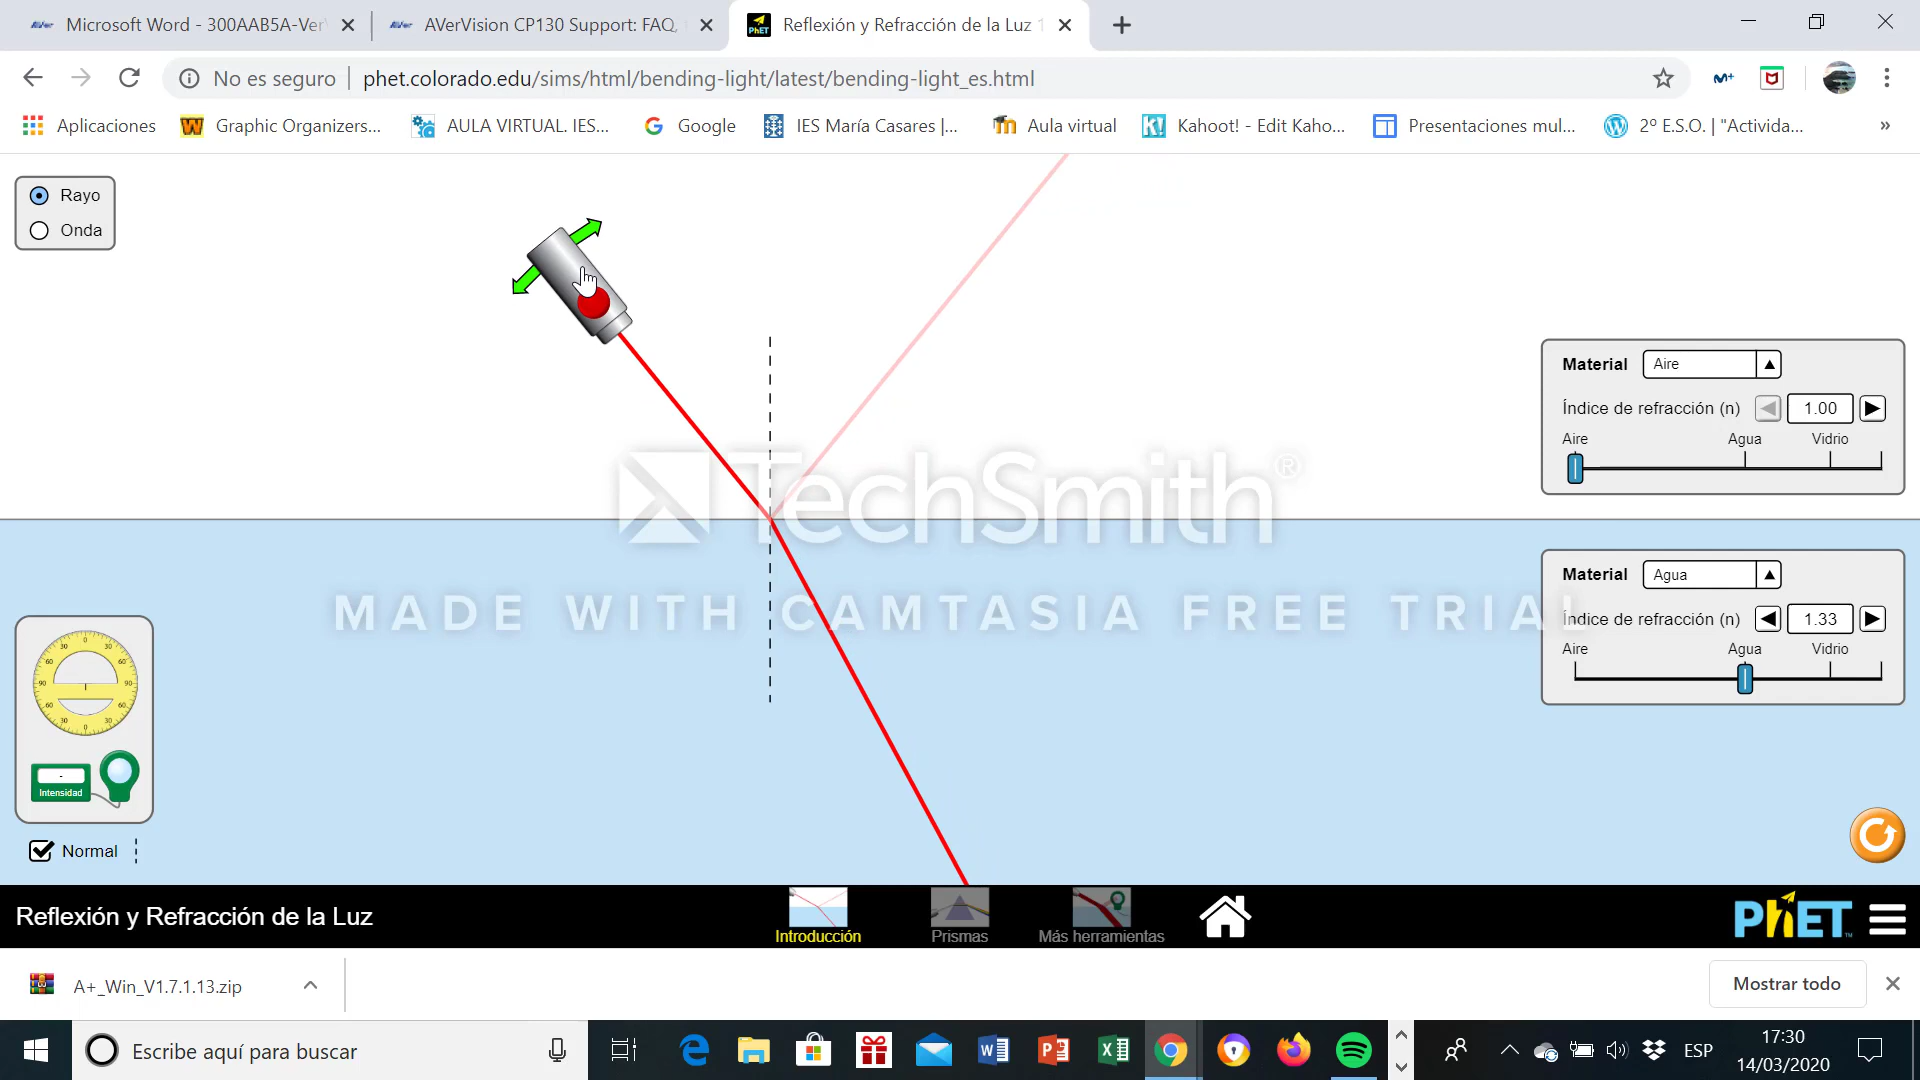 Microsoft Word - 300AAB5A-Ver
AVerVision CP130 Support: FAQ,
Reflexión y Refracción de la Luz 1
No es seguro
phet.colorado.edu/sims/html/bending-light/latest/bending-light_es.html
Aplicaciones
Graphic Organizers...
AULA VIRTUAL. IES...
Google
IES María Casares |-...
Aula virtual
Kahoot! - Edit Kaho...
Presentaciones mul...
2º E.S.O. | "Activida...
»
Rayo
Onda
Material Aire
Índice de refracción (n) 1.00
Aire Agua Vidrio
TechSmith®
MADE WITH CAMTASIA FREE TRIAL
Material Agua
Índice de refracción (n) 1.33
Aire Agua Vidrio
Intensidad
Normal
Reflexión y Refracción de la Luz
Introducción
Prismas
Más herramientas
PhET
A+_Win_V1.7.1.13.zip
Mostrar todo
Escribe aquí para buscar
ESP
17:30
14/03/2020